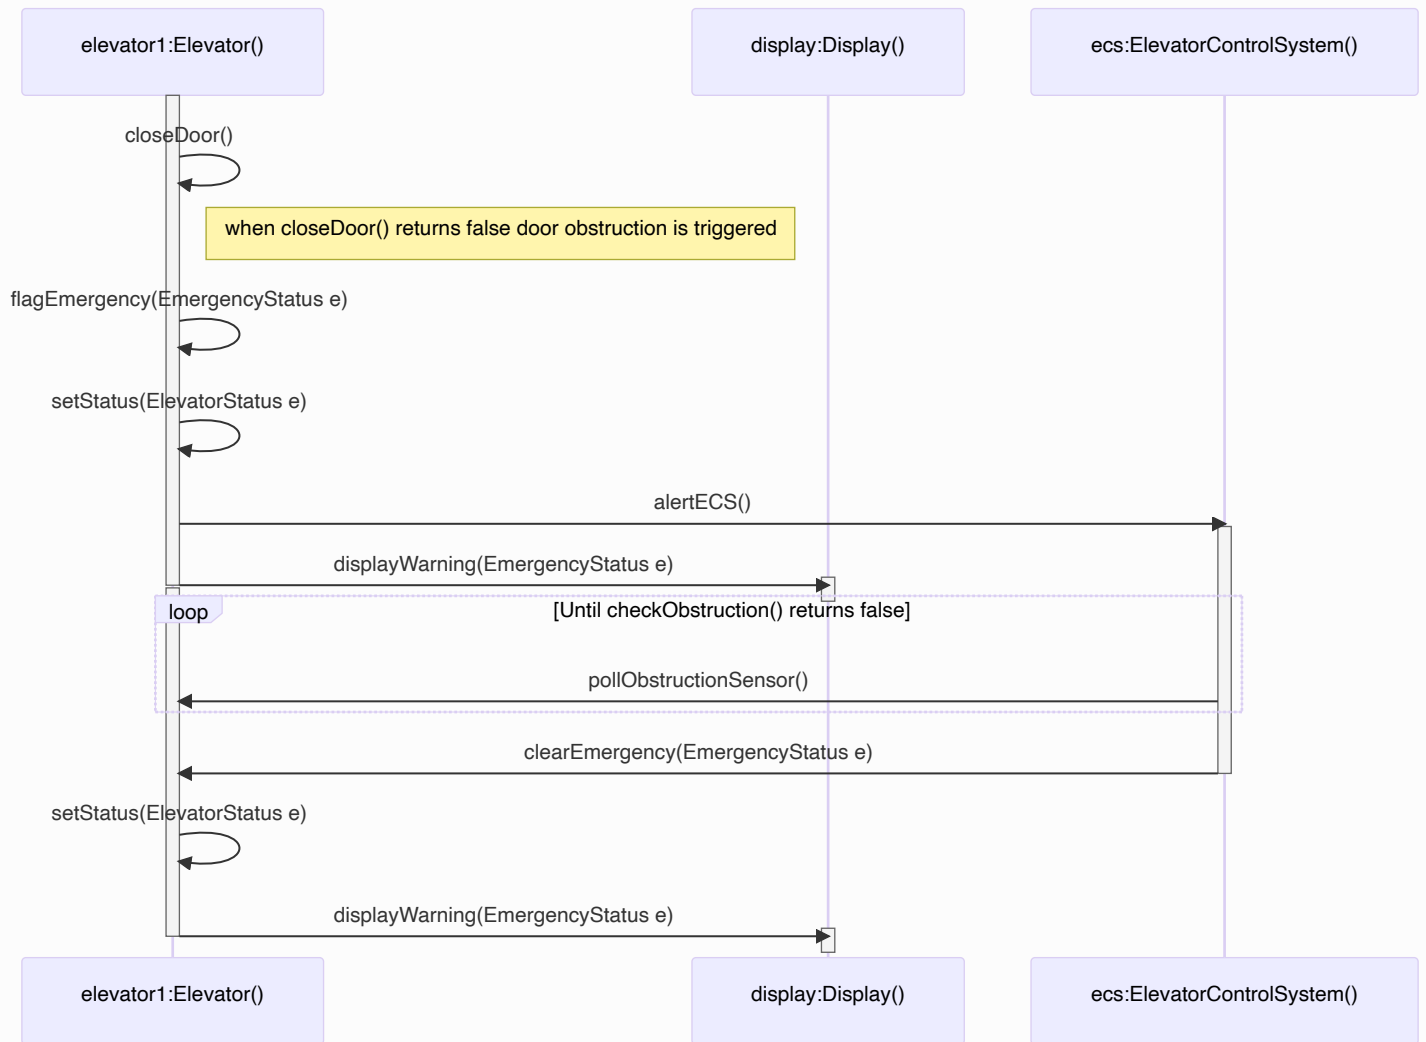 elevator1:Elevator()
display:Display()
ecs:ElevatorControlSystem()
closeDoor()
when closeDoor() returns false door obstruction is triggered
flagEmergency(EmergencyStatus e)
setStatus(ElevatorStatus e)
alertECS()
displayWarning(EmergencyStatus e)
loop
[Until checkObstruction() returns false]
pollObstructionSensor()
clearEmergency(EmergencyStatus e)
setStatus(ElevatorStatus e)
displayWarning(EmergencyStatus e)
elevator1:Elevator()
display:Display()
ecs:ElevatorControlSystem()